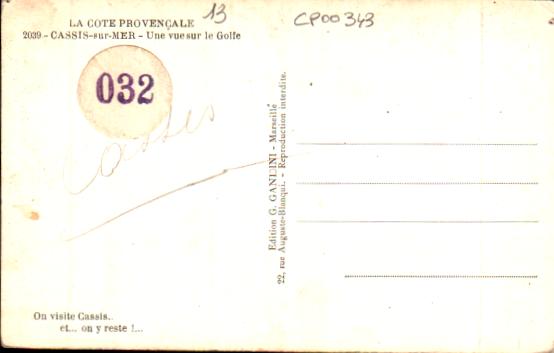 LA COTE PROVENÇALE
13
CP00343
2039 - CASSIS-sur-MER - Une vue sur le Golfe
032
Cassis
Edition G. GANDINI - Marseille
22, rue Auguste-Blanqui. - Reproduction interdite.
On visite Cassis..
et... on y reste !...